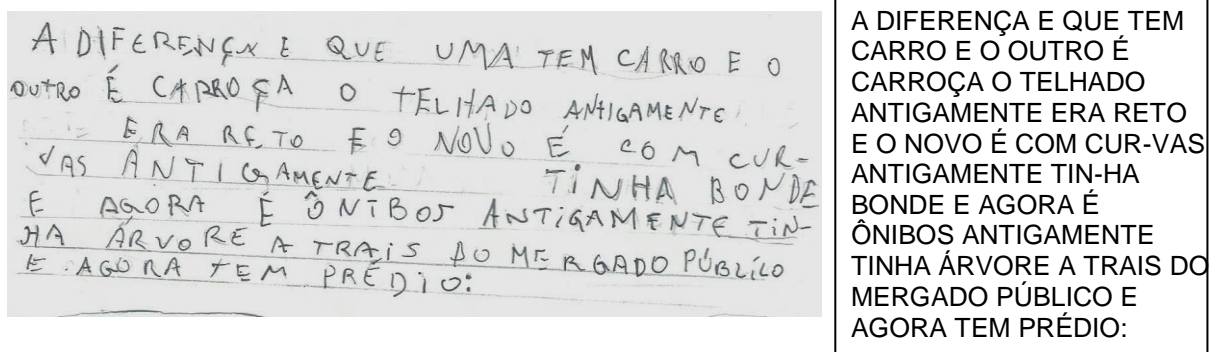 A DIFERENÇA E QUE UMA TEM CARRO E O
OUTRO É CARROÇA O TELHADO ANTIGAMENTE
ERA RETO E O NOVO É COM CUR-
VAS ANTIGAMENTE TINHA BONDE
E AGORA É ÔNIBOS ANTIGAMENTE TIN-
HA ÁRVORE A TRAIS DO MERGADO PÚBLICO
E AGORA TEM PRÉDIO:
A DIFERENÇA E QUE TEM
CARRO E O OUTRO É
CARROÇA O TELHADO
ANTIGAMENTE ERA RETO
E O NOVO É COM CUR-VAS
ANTIGAMENTE TIN-HA
BONDE E AGORA É
ÔNIBOS ANTIGAMENTE
TINHA ÁRVORE A TRAIS DO
MERGADO PÚBLICO E
AGORA TEM PRÉDIO: